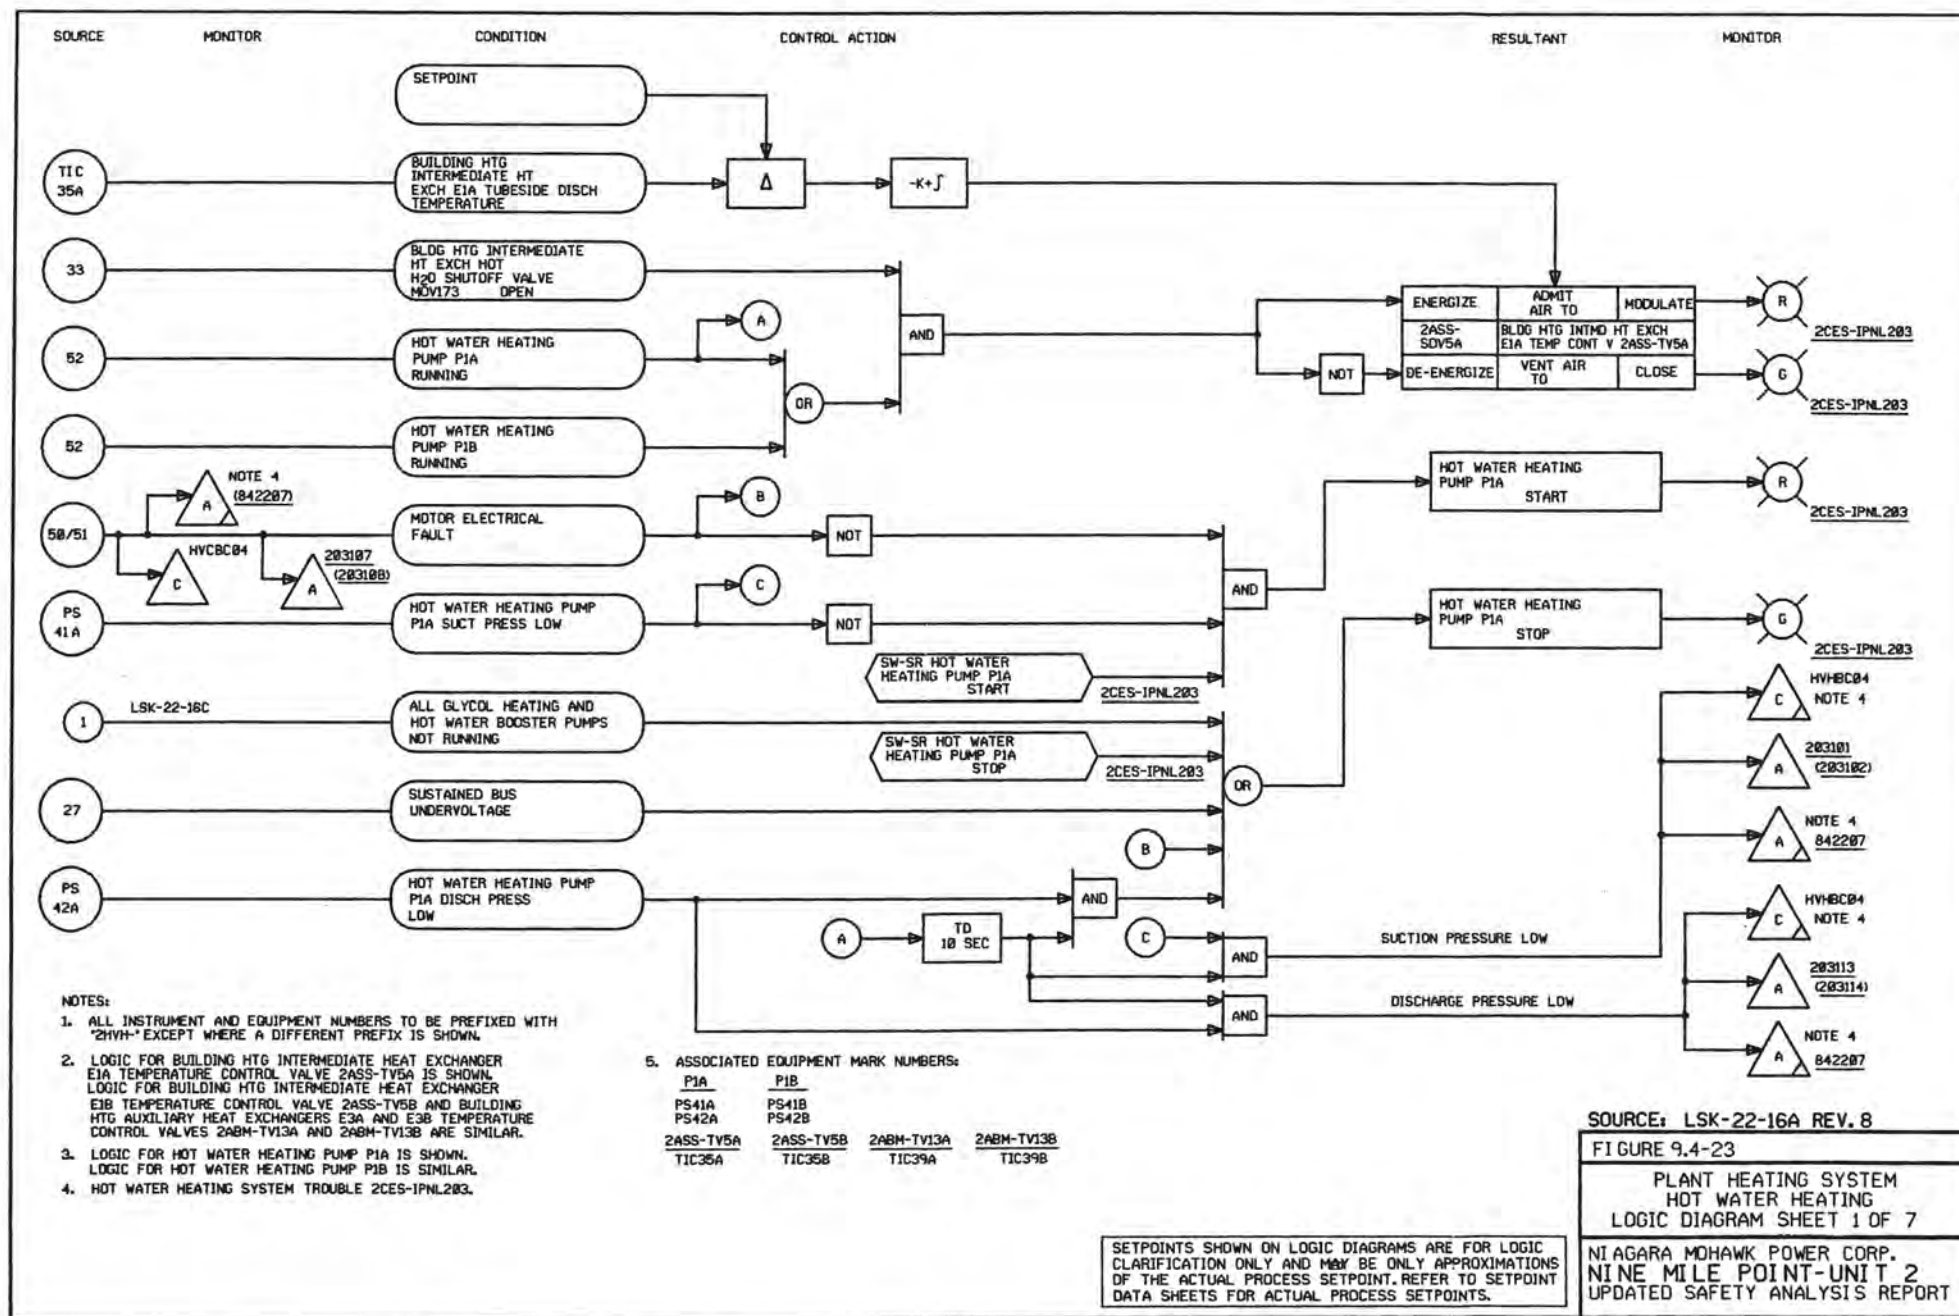 SOURCE MONITOR CONDITION CONTROL ACTION RESULTANT MONITOR
SETPOINT
TIC
35A
BUILDING HTG
INTERMEDIATE HT
EXCH E1A TUBESIDE DISCH
TEMPERATURE
Δ
-K+∫
33
BLDG HTG INTERMEDIATE
HT EXCH HOT
H2O SHUTOFF VALVE
MOV173 OPEN
A
AND
52
HOT WATER HEATING
PUMP P1A
RUNNING
OR
52
HOT WATER HEATING
PUMP P1B
RUNNING
ENERGIZE
ADMIT
AIR TO
MODULATE
2ASS-
SOV5A
BLDG HTG INTMD HT EXCH
E1A TEMP CONT V 2ASS-TV5A
NOT
DE-ENERGIZE
VENT AIR
TO
CLOSE
R
2CES-IPNL203
G
2CES-IPNL203
NOTE 4
(842207)
A
50/51
HVCBC04
C
203107
(203108)
A
MOTOR ELECTRICAL
FAULT
B
NOT
HOT WATER HEATING
PUMP P1A
START
R
2CES-IPNL203
PS
41A
HOT WATER HEATING PUMP
P1A SUCT PRESS LOW
C
NOT
AND
SW-SR HOT WATER
HEATING PUMP P1A
START
2CES-IPNL203
HOT WATER HEATING
PUMP P1A
STOP
G
2CES-IPNL203
1
LSK-22-16C
ALL GLYCOL HEATING AND
HOT WATER BOOSTER PUMPS
NOT RUNNING
SW-SR HOT WATER
HEATING PUMP P1A
STOP
2CES-IPNL203
OR
27
SUSTAINED BUS
UNDERVOLTAGE
B
PS
42A
HOT WATER HEATING PUMP
P1A DISCH PRESS
LOW
AND
A
TD
10 SEC
C
AND
SUCTION PRESSURE LOW
AND
DISCHARGE PRESSURE LOW
C
HVHBC04
NOTE 4
A
203101
(203102)
A
NOTE 4
842207
C
HVHBC04
NOTE 4
A
203113
(203114)
A
NOTE 4
842207
NOTES:
1. ALL INSTRUMENT AND EQUIPMENT NUMBERS TO BE PREFIXED WITH
"2HVH-" EXCEPT WHERE A DIFFERENT PREFIX IS SHOWN.
2. LOGIC FOR BUILDING HTG INTERMEDIATE HEAT EXCHANGER
E1A TEMPERATURE CONTROL VALVE 2ASS-TV5A IS SHOWN.
LOGIC FOR BUILDING HTG INTERMEDIATE HEAT EXCHANGER
E1B TEMPERATURE CONTROL VALVE 2ASS-TV5B AND BUILDING
HTG AUXILIARY HEAT EXCHANGERS E3A AND E3B TEMPERATURE
CONTROL VALVES 2ABM-TV13A AND 2ABM-TV13B ARE SIMILAR.
3. LOGIC FOR HOT WATER HEATING PUMP P1A IS SHOWN.
LOGIC FOR HOT WATER HEATING PUMP P1B IS SIMILAR.
4. HOT WATER HEATING SYSTEM TROUBLE 2CES-IPNL203.
5. ASSOCIATED EQUIPMENT MARK NUMBERS:
P1A P1B
PS41A PS41B
PS42A PS42B
2ASS-TV5A 2ASS-TV5B 2ABM-TV13A 2ABM-TV13B
TIC35A TIC35B TIC39A TIC39B
SETPOINTS SHOWN ON LOGIC DIAGRAMS ARE FOR LOGIC
CLARIFICATION ONLY AND MAY BE ONLY APPROXIMATIONS
OF THE ACTUAL PROCESS SETPOINT. REFER TO SETPOINT
DATA SHEETS FOR ACTUAL PROCESS SETPOINTS.
SOURCE: LSK-22-16A REV. 8
FIGURE 9.4-23
PLANT HEATING SYSTEM
HOT WATER HEATING
LOGIC DIAGRAM SHEET 1 OF 7
NIAGARA MOHAWK POWER CORP.
NINE MILE POINT-UNIT 2
UPDATED SAFETY ANALYSIS REPORT